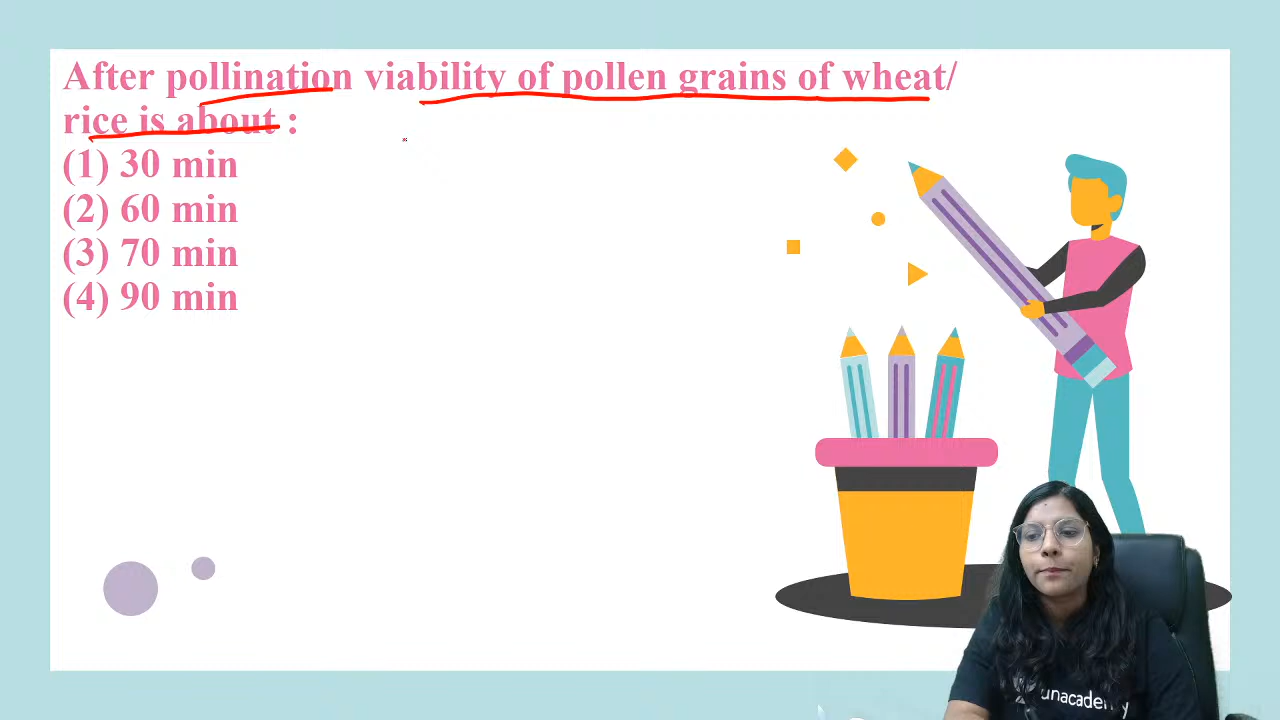 After pollination viability of pollen grains of wheat/
rice is about :
(1) 30 min
(2) 60 min
(3) 70 min
(4) 90 min
unacademy